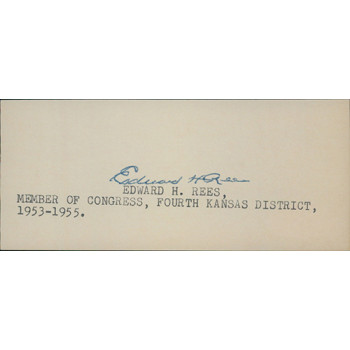 Edward H Rees
EDWARD H. REES,
MEMBER OF CONGRESS, FOURTH KANSAS DISTRICT,
1953-1955.